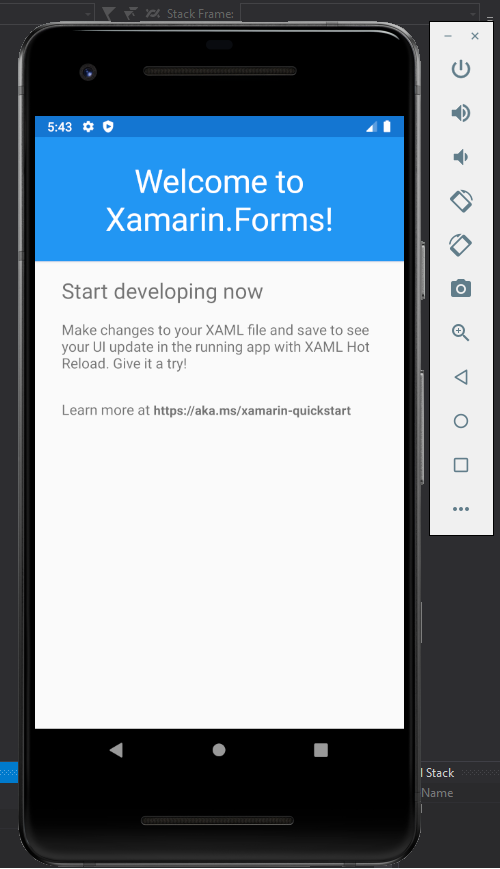 Stack Frame:
5:43
Welcome to
Xamarin.Forms!
Start developing now
Make changes to your XAML file and save to see
your UI update in the running app with XAML Hot
Reload. Give it a try!
Learn more at https://aka.ms/xamarin-quickstart
Stack
Name